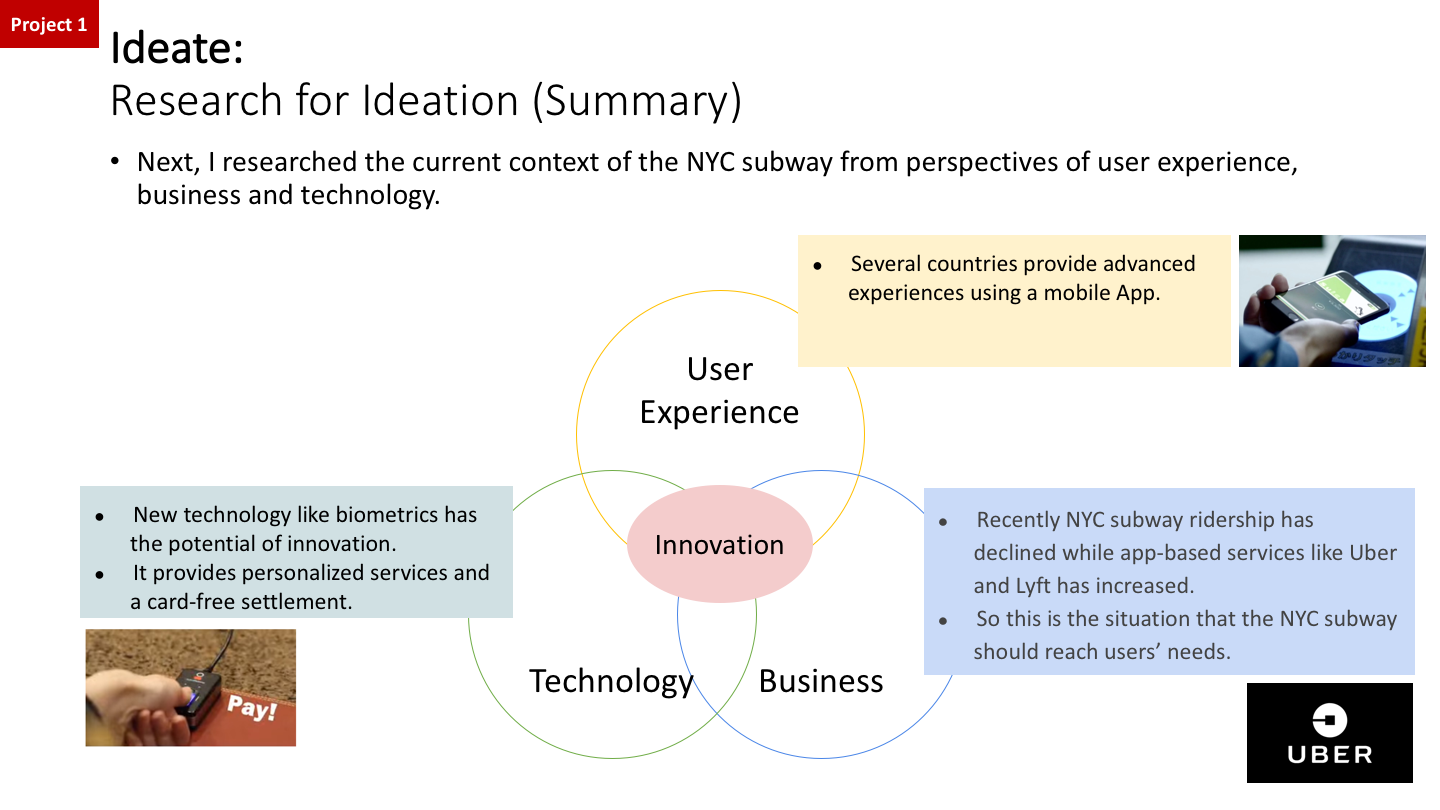 Project 1
Ideate:
Research for Ideation (Summary)
• Next, I researched the current context of the NYC subway from perspectives of user experience,
business and technology.
● Several countries provide advanced
experiences using a mobile App.
User
Experience
● New technology like biometrics has
the potential of innovation.
● It provides personalized services and
a card-free settlement.
Innovation
● Recently NYC subway ridership has
declined while app-based services like Uber
and Lyft has increased.
● So this is the situation that the NYC subway
should reach users’ needs.
Technology
Business
Pay!
UBER